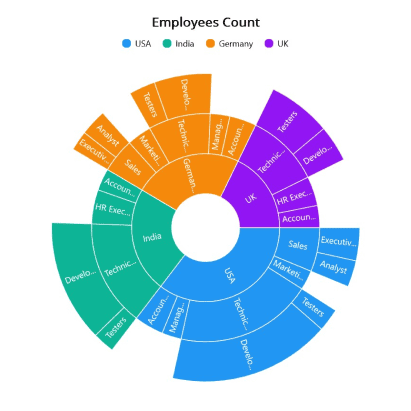 Employees Count
USA India Germany UK
USA
Sales
Executiv...
Analyst
Marketi...
Technic...
Testers
Develo...
Manag...
Accoun...
India
Technic...
Testers
Develo...
HR Exec...
Accoun...
German...
Sales
Executiv...
Analyst
Marketi...
Technic...
Testers
Develo...
Manag...
Accoun...
UK
Technic...
Testers
Develo...
HR Exec...
Accoun...